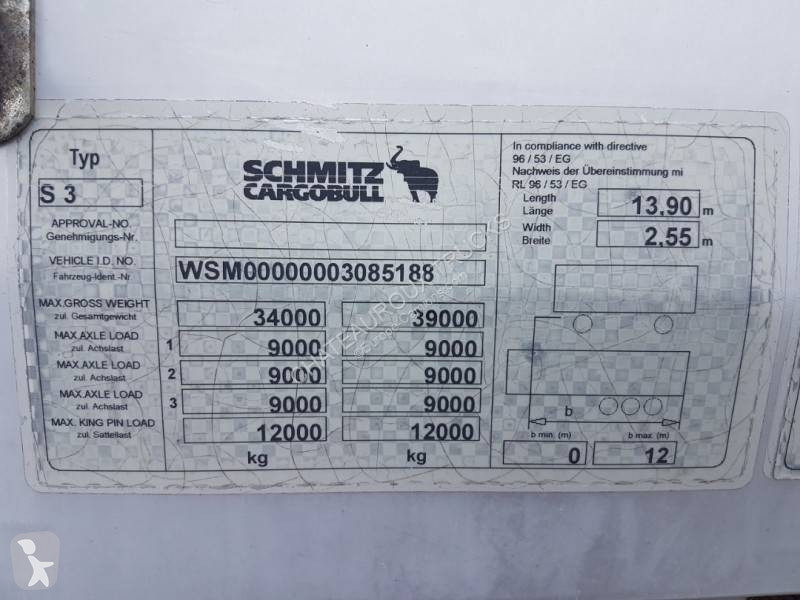 Typ
S 3
SCHMITZ
CARGOBULL
APPROVAL-NO.
Genehmigungs-Nr.
VEHICLE I.D. NO.
Fahrzeug-Ident.-Nr.
WSM00000003085188
MAX.GROSS WEIGHT
zul. Gesamtgewicht
34000 39000
MAX.AXLE LOAD
zul. Achslast
1 9000 9000
MAX.AXLE LOAD
zul. Achslast
2 9000 9000
MAX.AXLE LOAD
zul. Achslast
3 9000 9000
MAX. KING PIN LOAD
zul. Sattellast
12000 12000
kg kg
In compliance with directive
96 / 53 / EG
Nachweis der Übereinstimmung mi
RL 96 / 53 / EG
Length
Länge
13,90 m
Width
Breite
2,55 m
b
b min. (m) b max. (m)
0 12
CHATEAUROUX TRUCKS